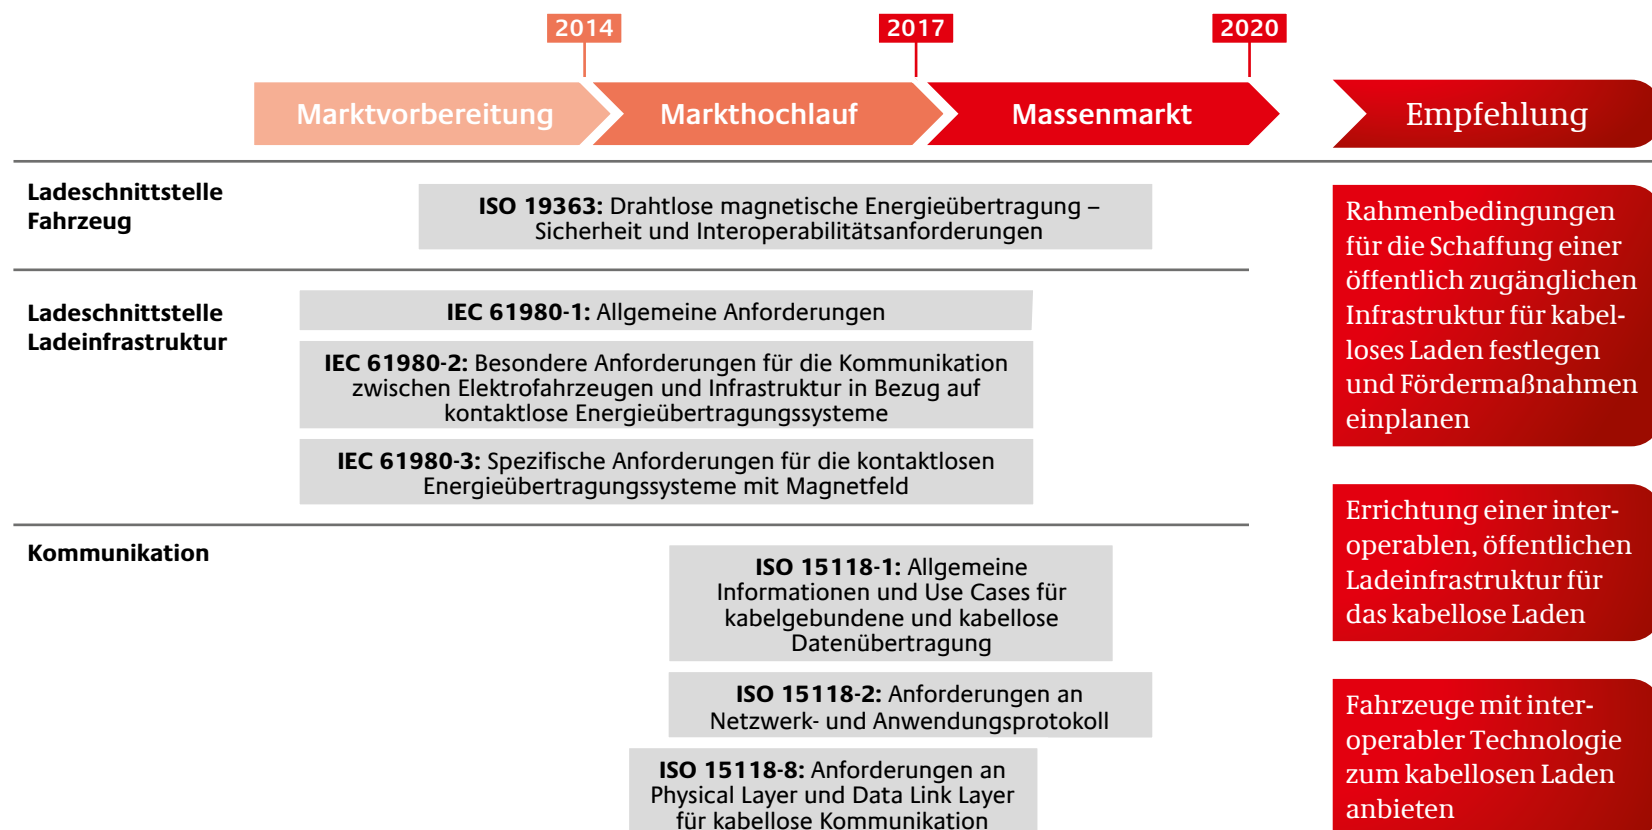 2014
2017
2020
Marktvorbereitung
Markthochlauf
Massenmarkt
Empfehlung
Ladeschnittstelle
Fahrzeug
ISO 19363: Drahtlose magnetische Energieübertragung –
Sicherheit und Interoperabilitätsanforderungen
Ladeschnittstelle
Ladeinfrastruktur
IEC 61980-1: Allgemeine Anforderungen
IEC 61980-2: Besondere Anforderungen für die Kommunikation
zwischen Elektrofahrzeugen und Infrastruktur in Bezug auf
kontaktlose Energieübertragungssysteme
IEC 61980-3: Spezifische Anforderungen für die kontaktlosen
Energieübertragungssysteme mit Magnetfeld
Kommunikation
ISO 15118-1: Allgemeine
Informationen und Use Cases für
kabelgebundene und kabellose
Datenübertragung
ISO 15118-2: Anforderungen an
Netzwerk- und Anwendungsprotokoll
ISO 15118-8: Anforderungen an
Physical Layer und Data Link Layer
für kabellose Kommunikation
Rahmenbedingungen
für die Schaffung einer
öffentlich zugänglichen
Infrastruktur für kabel-
loses Laden festlegen
und Fördermaßnahmen
einplanen
Errichtung einer inter-
operablen, öffentlichen
Ladeinfrastruktur für
das kabellose Laden
Fahrzeuge mit inter-
operabler Technologie
zum kabellosen Laden
anbieten